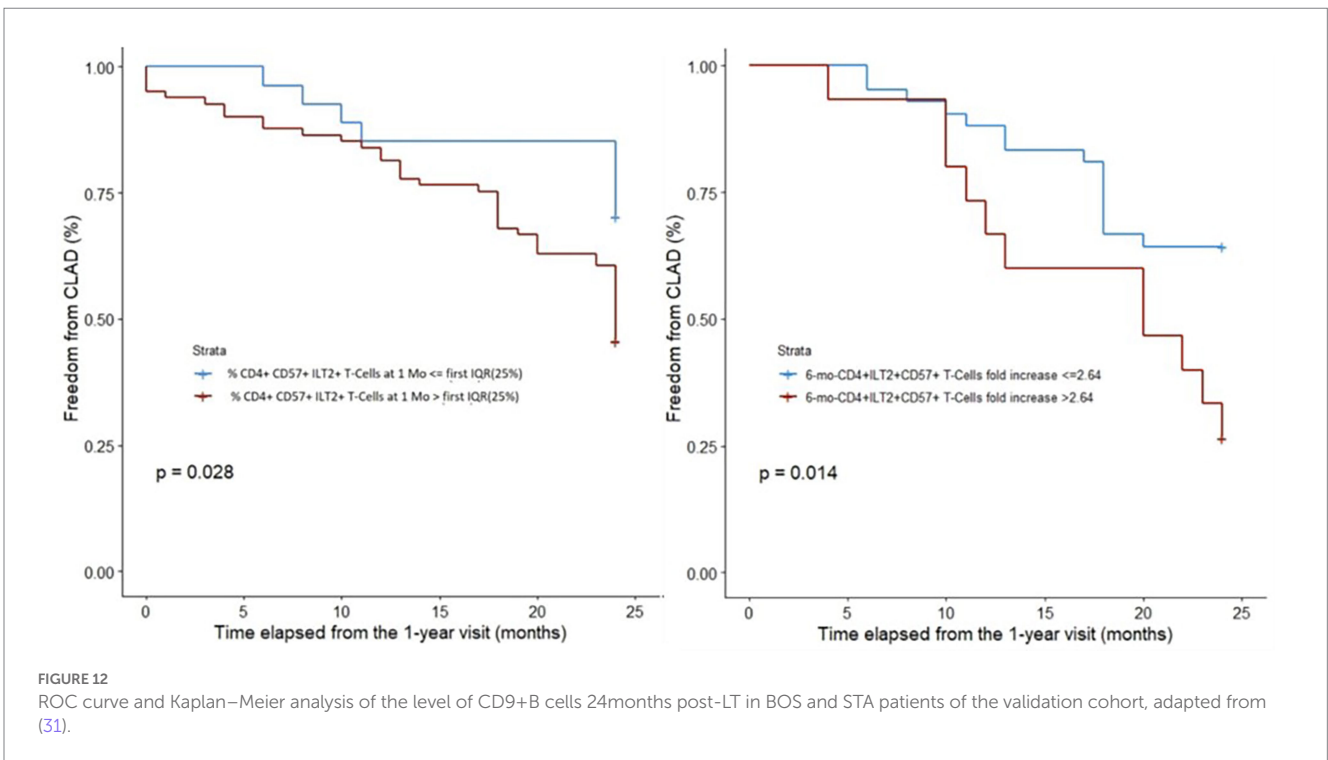 1.00
0.75
0.50
0.25
0.00
Freedom from CLAD (%)
Strata
% CD4+ CD57+ ILT2+ T-Cells at 1 Mo <= first IQR(25%)
% CD4+ CD57+ ILT2+ T-Cells at 1 Mo > first IQR(25%)
p = 0.028
0 5 10 15 20 25
Time elapsed from the 1-year visit (months)
1.00
0.75
0.50
0.25
0.00
Freedom from CLAD (%)
Strata
6-mo-CD4+ILT2+CD57+ T-Cells fold increase <=2.64
6-mo-CD4+ILT2+CD57+ T-Cells fold increase >2.64
p = 0.014
0 5 10 15 20 25
Time elapsed from the 1-year visit (months)
FIGURE 12
ROC curve and Kaplan–Meier analysis of the level of CD9+B cells 24months post-LT in BOS and STA patients of the validation cohort, adapted from
(31).